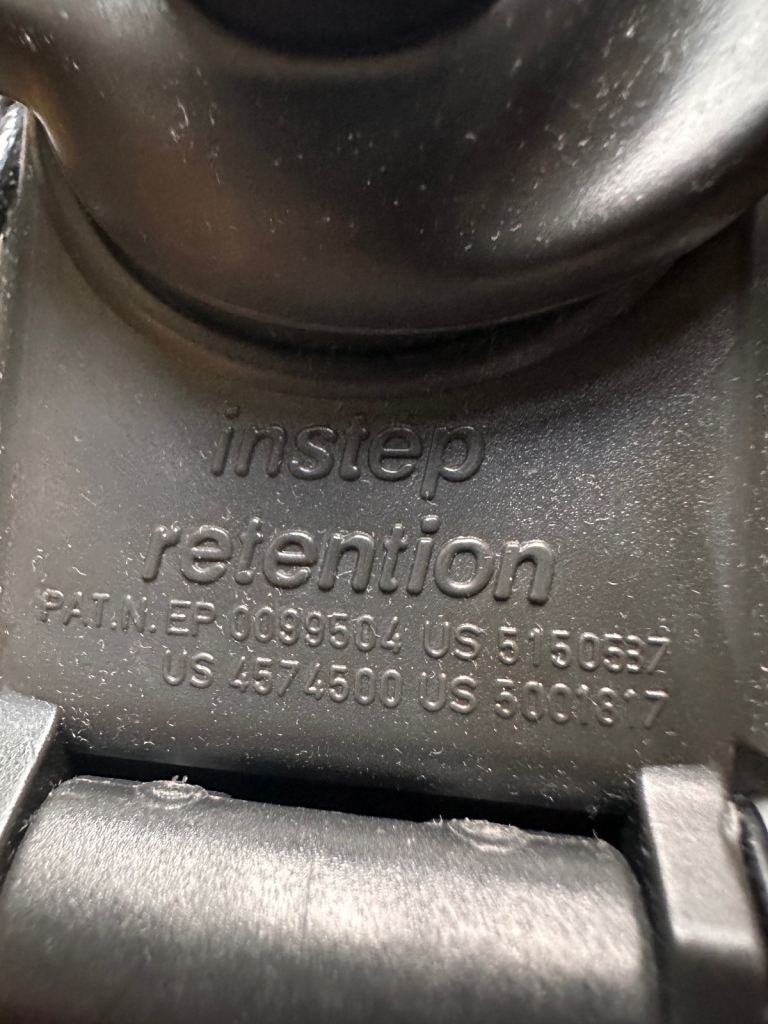 instep
retention
PAT.N. EP 0099504 US 5150537
US 4574500 US 5001817